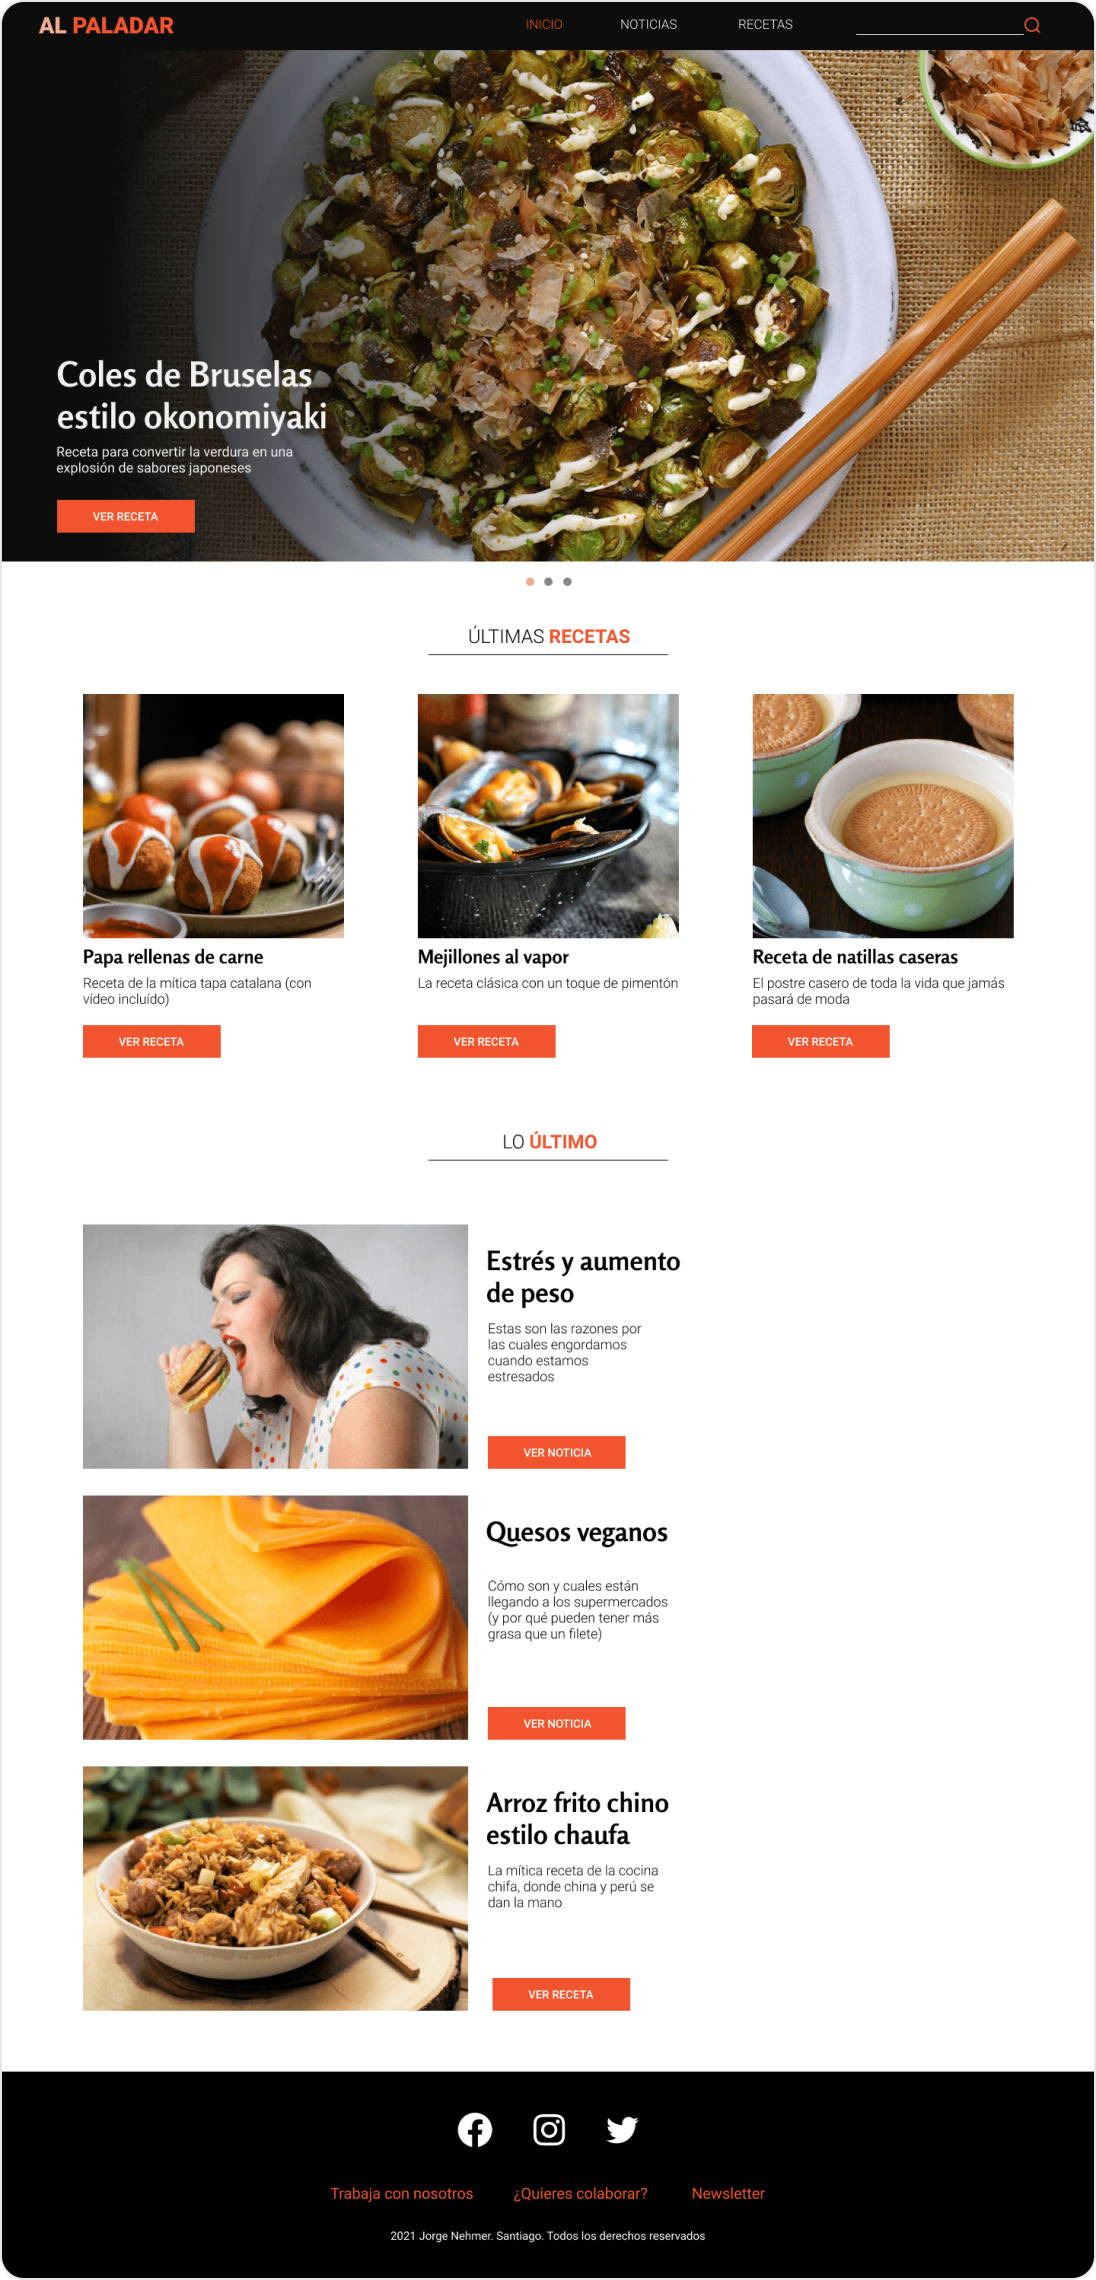 AL PALADAR
INICIO
NOTICIAS
RECETAS
Coles de Bruselas
estilo okonomiyaki
Receta para convertir la verdura en una
explosión de sabores japoneses
VER RECETA
ÚLTIMAS RECETAS
Papa rellenas de carne
Receta de la mítica tapa catalana (con
vídeo incluído)
VER RECETA
Mejillones al vapor
La receta clásica con un toque de pimentón
VER RECETA
Receta de natillas caseras
El postre casero de toda la vida que jamás
pasará de moda
VER RECETA
LO ÚLTIMO
Estrés y aumento
de peso
Estas son las razones por
las cuales engordamos
cuando estamos
estresados
VER NOTICIA
Quesos veganos
Cómo son y cuales están
llegando a los supermercados
(y por qué pueden tener más
grasa que un filete)
VER NOTICIA
Arroz frito chino
estilo chaufa
La mítica receta de la cocina
chifa, donde china y perú se
dan la mano
VER RECETA
Trabaja con nosotros
¿Quieres colaborar?
Newsletter
2021 Jorge Nehmer. Santiago. Todos los derechos reservados